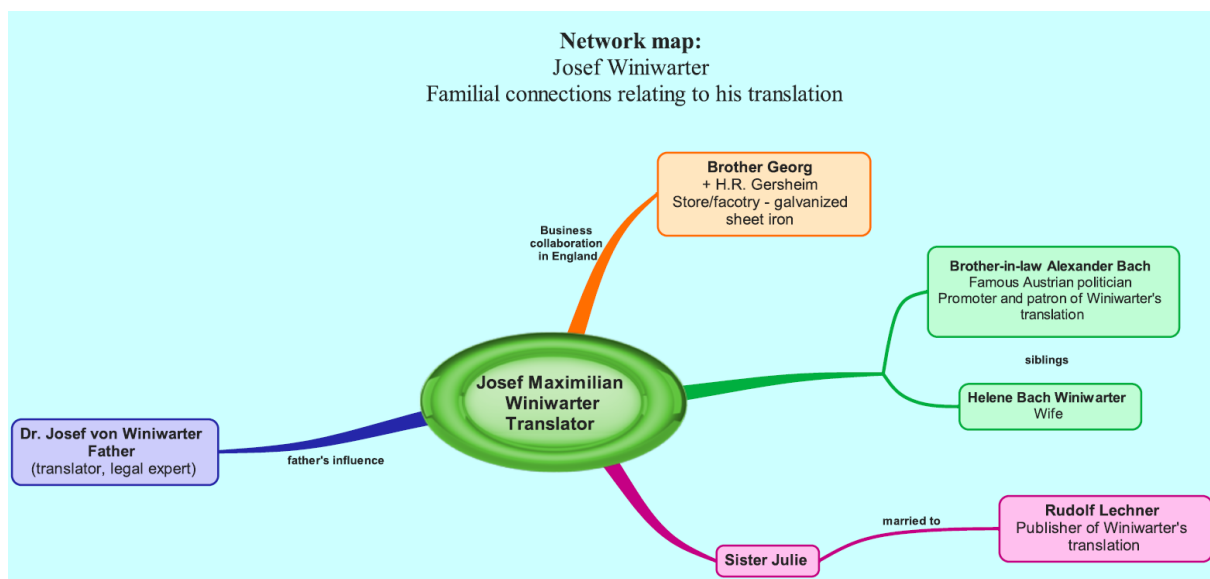 Network map:
Josef Winiwarter
Familial connections relating to his translation
Brother Georg
+ H.R. Gersheim
Store/facotry - galvanized
sheet iron
Business
collaboration
in England
Brother-in-law Alexander Bach
Famous Austrian politician
Promoter and patron of Winiwarter's
translation
siblings
Helene Bach Winiwarter
Wife
Josef Maximilian
Winiwarter
Translator
Dr. Josef von Winiwarter
Father
(translator, legal expert)
father's influence
Sister Julie
married to
Rudolf Lechner
Publisher of Winiwarter's
translation